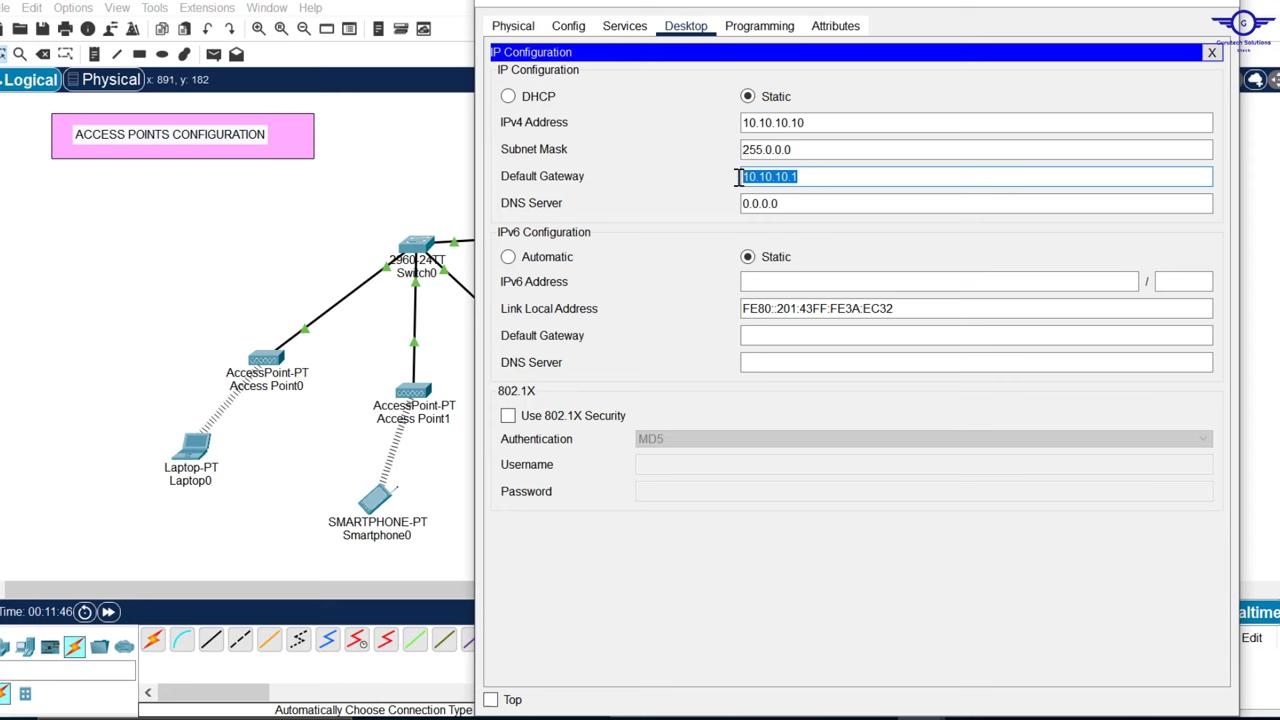 Edit Options View Tools Extensions Window Help
Logical Physical x: 891, y: 182
ACCESS POINTS CONFIGURATION
2960-24TT
Switch0
AccessPoint-PT
Access Point0
AccessPoint-PT
Access Point1
Laptop-PT
Laptop0
SMARTPHONE-PT
Smartphone0
Time: 00:11:46
Automatically Choose Connection Type
Physical Config Services Desktop Programming Attributes
G
Gurutech Solutions
IP Configuration
X
IP Configuration
DHCP Static
IPv4 Address 10.10.10.10
Subnet Mask 255.0.0.0
Default Gateway 10.10.10.1
DNS Server 0.0.0.0
IPv6 Configuration
Automatic Static
IPv6 Address /
Link Local Address FE80::201:43FF:FE3A:EC32
Default Gateway
DNS Server
802.1X
Use 802.1X Security
Authentication MD5
Username
Password
Top
ealtime
Edit